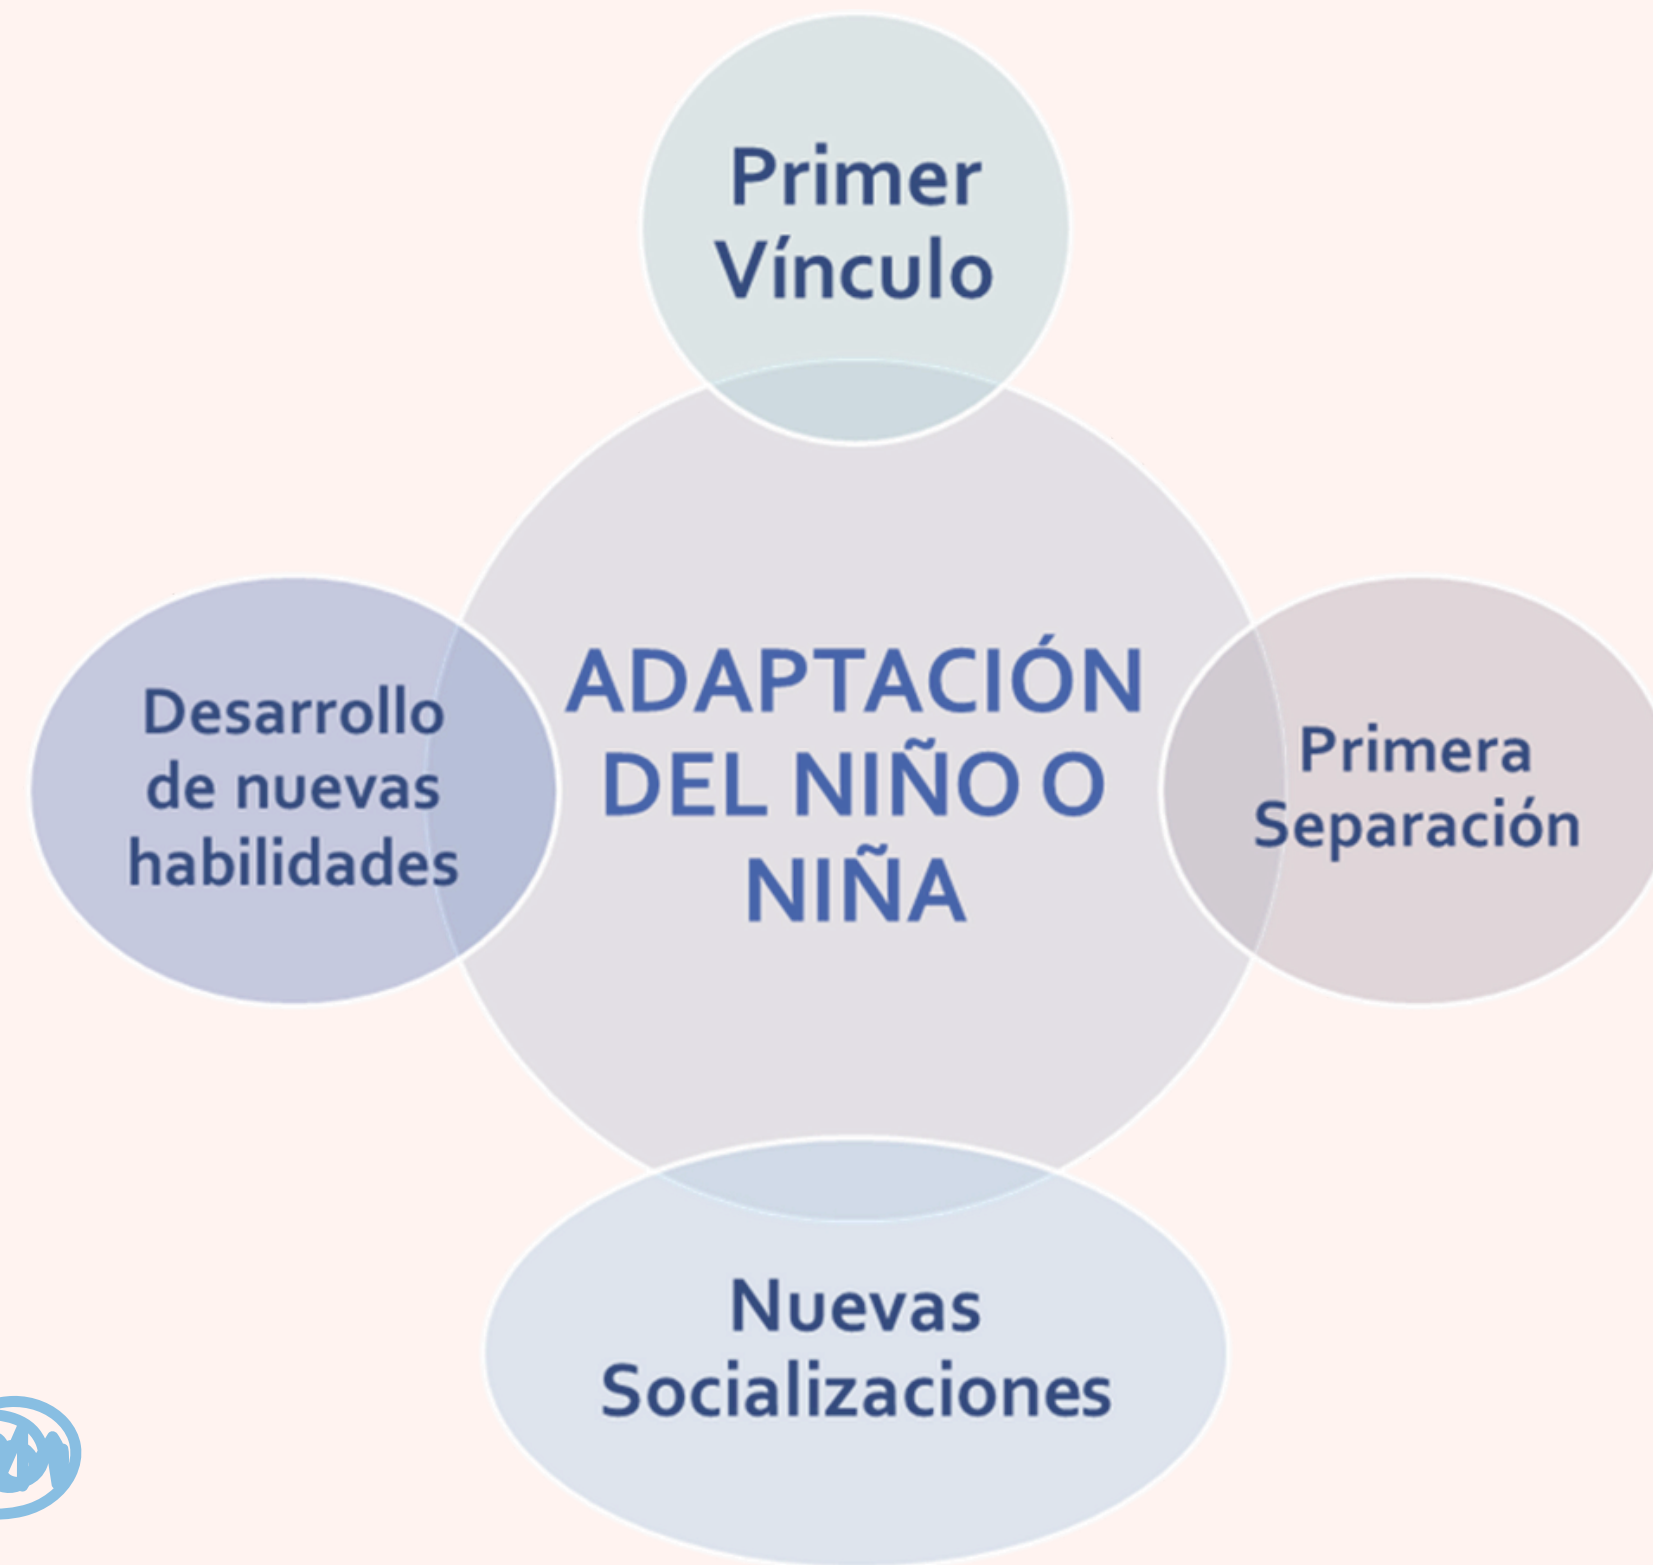 Primer
Vínculo
ADAPTACIÓN
DEL NIÑO O
NIÑA
Desarrollo
de nuevas
habilidades
Primera
Separación
Nuevas
Socializaciones